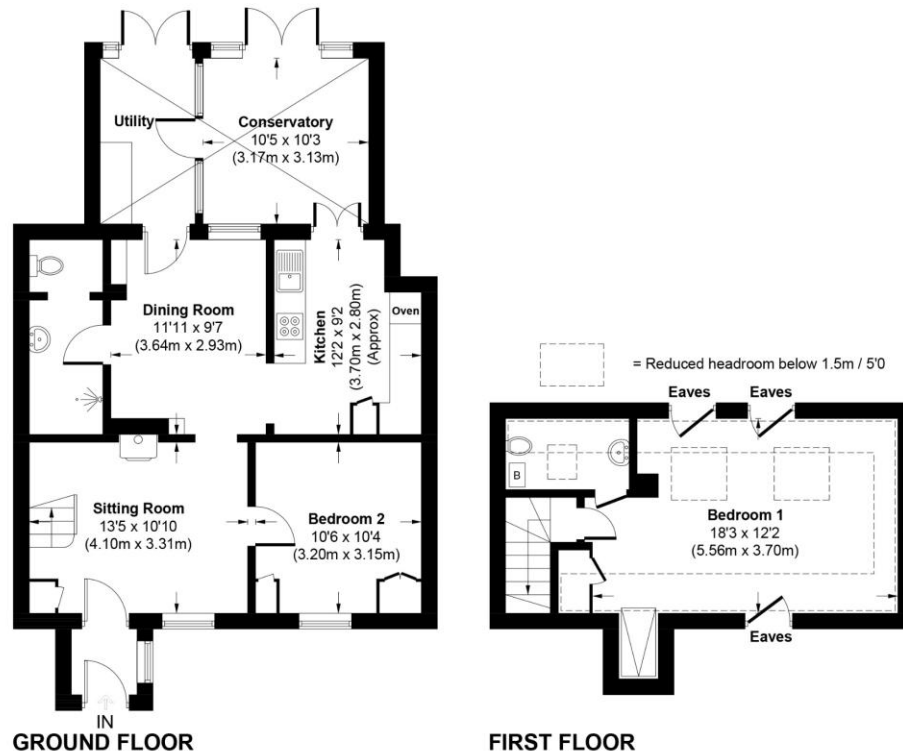 Utility
Conservatory
10'5 x 10'3
(3.17m x 3.13m)
Dining Room
11'11 x 9'7
(3.64m x 2.93m)
Kitchen
12'2 x 9'2
(3.70m x 2.80m)
(Approx)
Oven
Sitting Room
13'5 x 10'10
(4.10m x 3.31m)
Bedroom 2
10'6 x 10'4
(3.20m x 3.15m)
IN
GROUND FLOOR
= Reduced headroom below 1.5m / 5'0
Eaves
Eaves
B
Bedroom 1
18'3 x 12'2
(5.56m x 3.70m)
Eaves
FIRST FLOOR